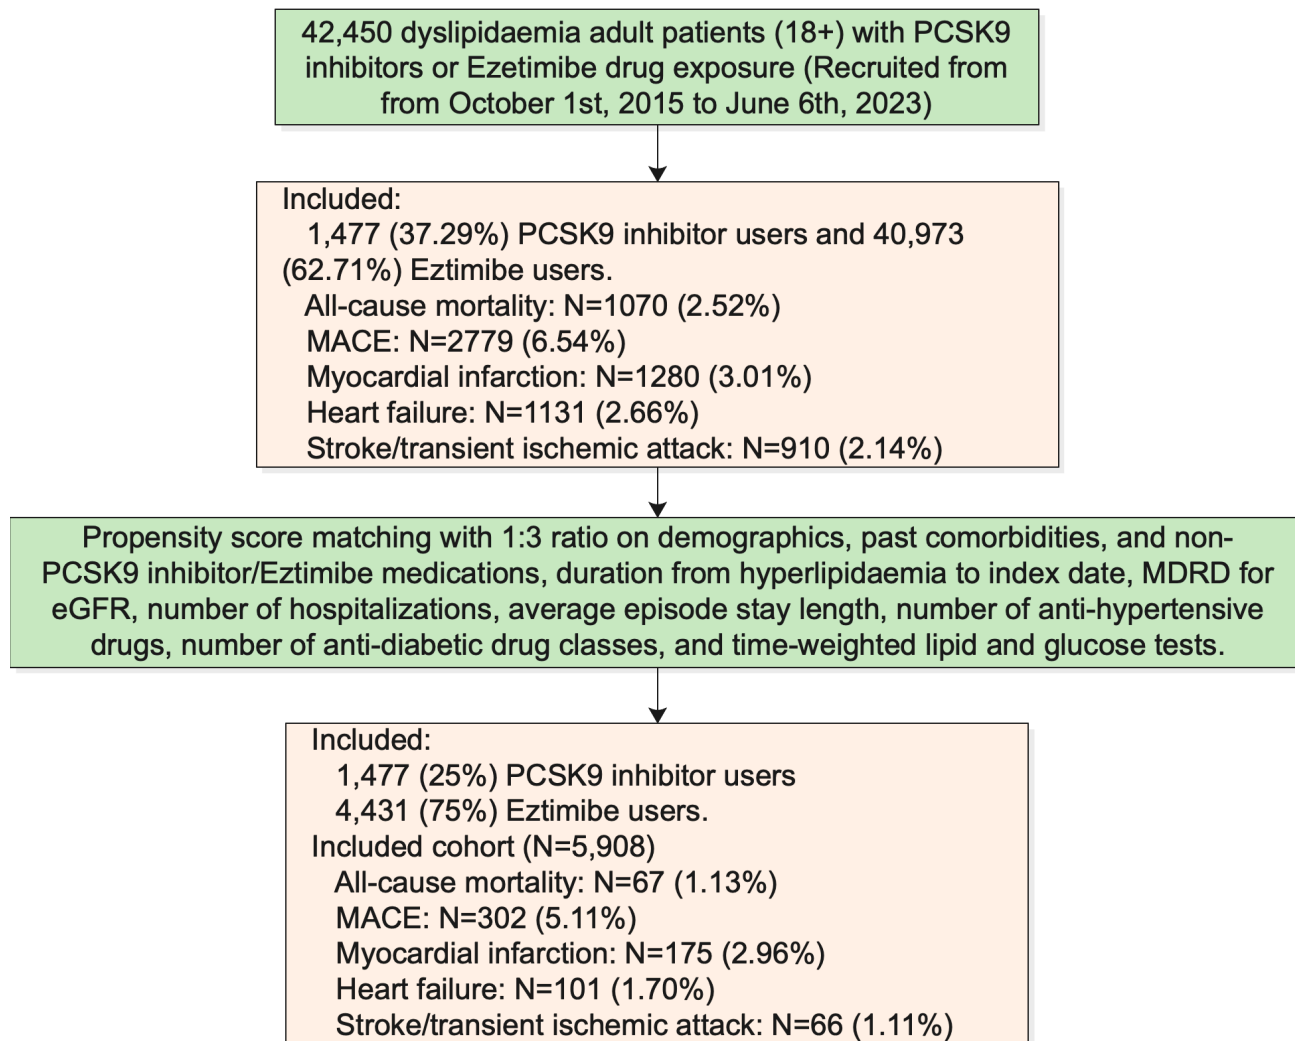 42,450 dyslipidaemia adult patients (18+) with PCSK9
inhibitors or Ezetimibe drug exposure (Recruited from
from October 1st, 2015 to June 6th, 2023)
Included:
1,477 (37.29%) PCSK9 inhibitor users and 40,973
(62.71%) Eztimibe users.
All-cause mortality: N=1070 (2.52%)
MACE: N=2779 (6.54%)
Myocardial infarction: N=1280 (3.01%)
Heart failure: N=1131 (2.66%)
Stroke/transient ischemic attack: N=910 (2.14%)
Propensity score matching with 1:3 ratio on demographics, past comorbidities, and non-
PCSK9 inhibitor/Eztimibe medications, duration from hyperlipidaemia to index date, MDRD for
eGFR, number of hospitalizations, average episode stay length, number of anti-hypertensive
drugs, number of anti-diabetic drug classes, and time-weighted lipid and glucose tests.
Included:
1,477 (25%) PCSK9 inhibitor users
4,431 (75%) Eztimibe users.
Included cohort (N=5,908)
All-cause mortality: N=67 (1.13%)
MACE: N=302 (5.11%)
Myocardial infarction: N=175 (2.96%)
Heart failure: N=101 (1.70%)
Stroke/transient ischemic attack: N=66 (1.11%)